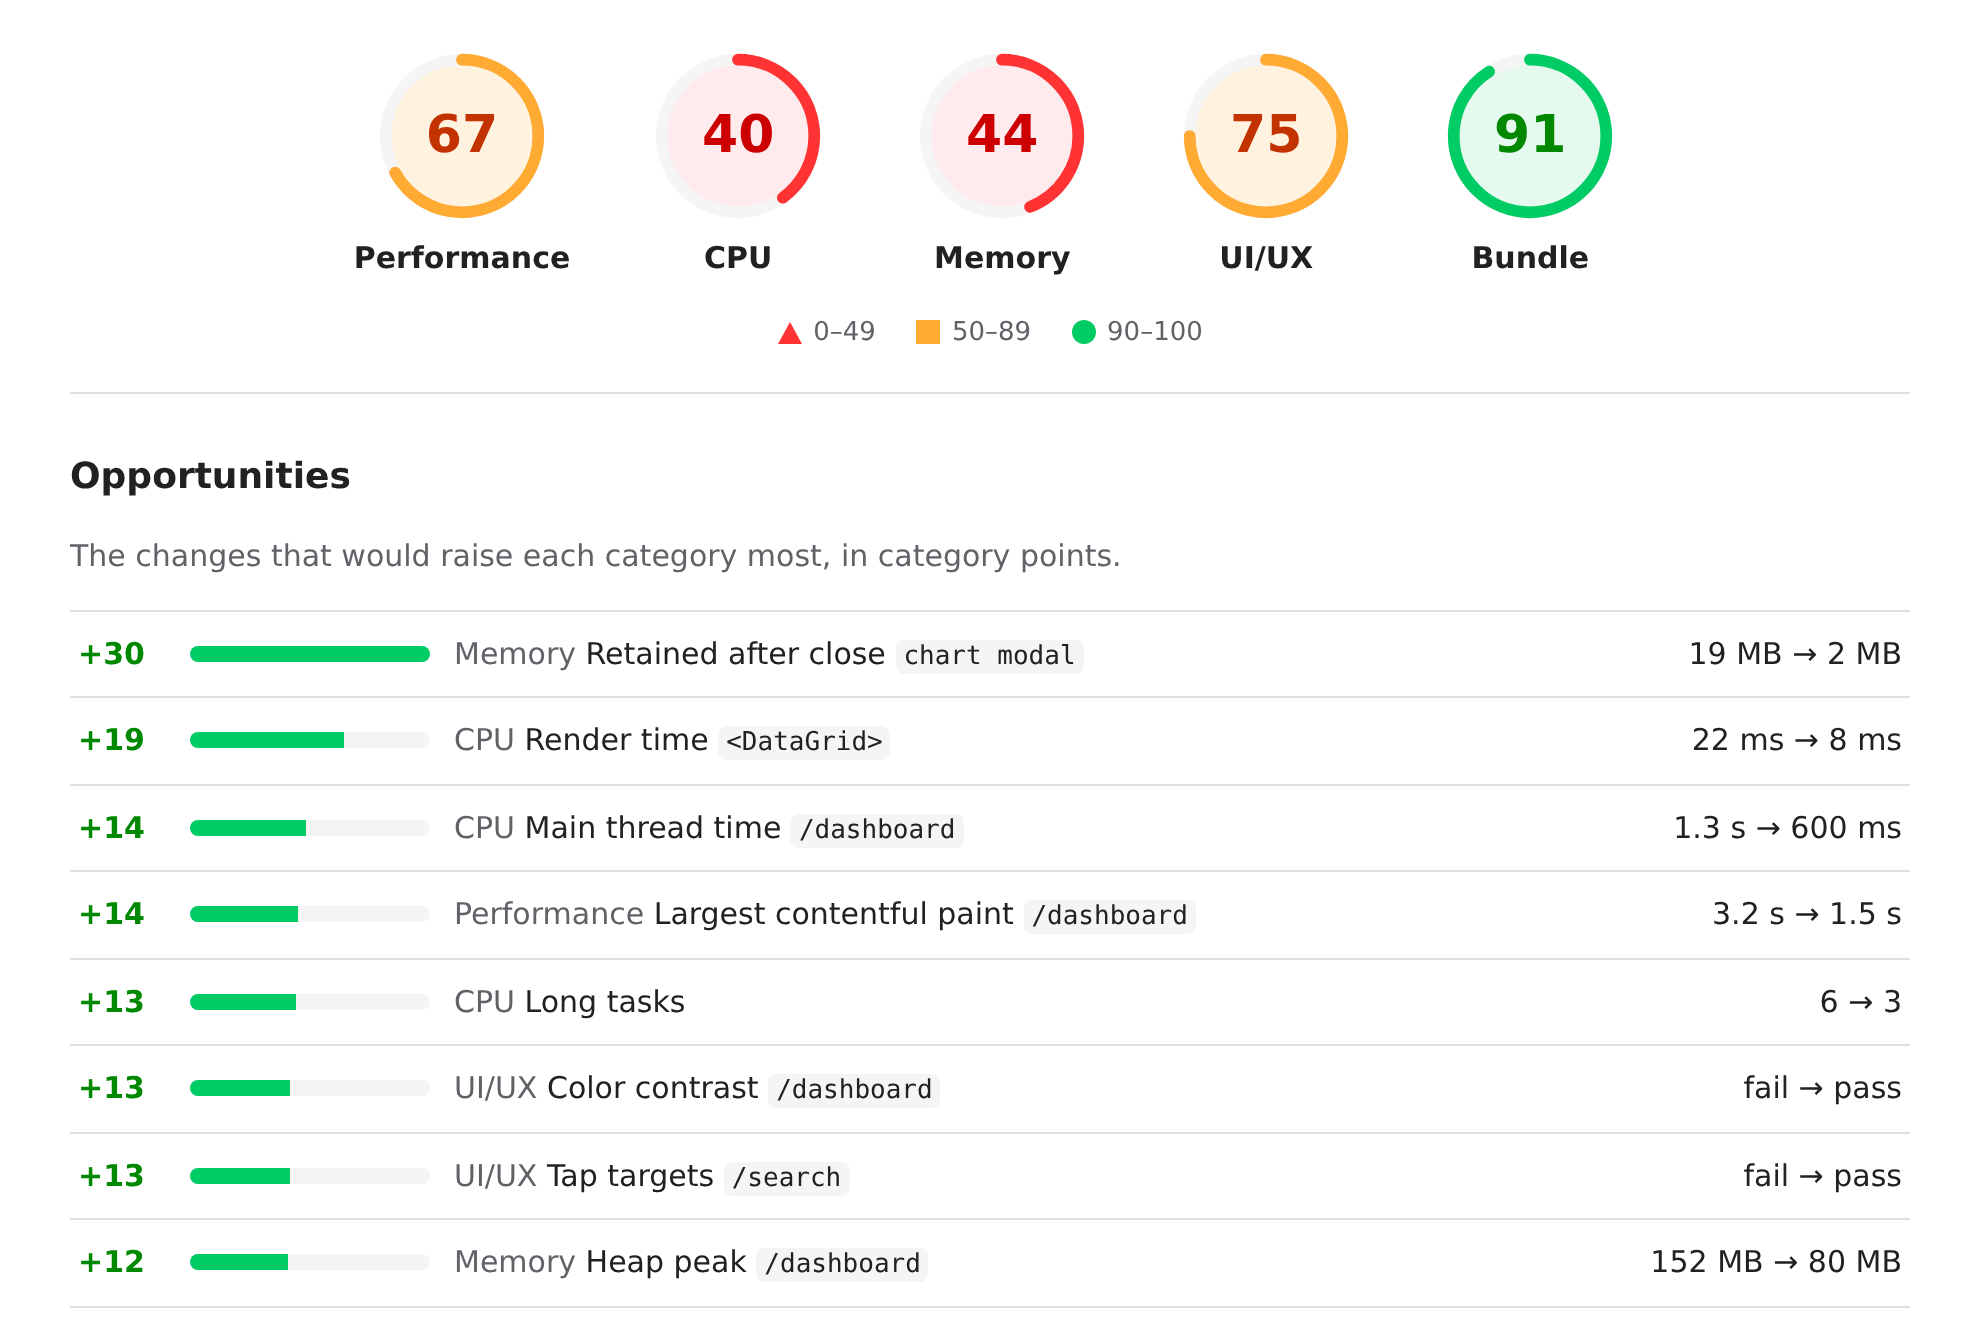 67 40 44 75 91
Performance CPU Memory UI/UX Bundle
0–49 50–89 90–100
Opportunities
The changes that would raise each category most, in category points.
+30 Memory Retained after close chart modal 19 MB → 2 MB
+19 CPU Render time <DataGrid> 22 ms → 8 ms
+14 CPU Main thread time /dashboard 1.3 s → 600 ms
+14 Performance Largest contentful paint /dashboard 3.2 s → 1.5 s
+13 CPU Long tasks 6 → 3
+13 UI/UX Color contrast /dashboard fail → pass
+13 UI/UX Tap targets /search fail → pass
+12 Memory Heap peak /dashboard 152 MB → 80 MB